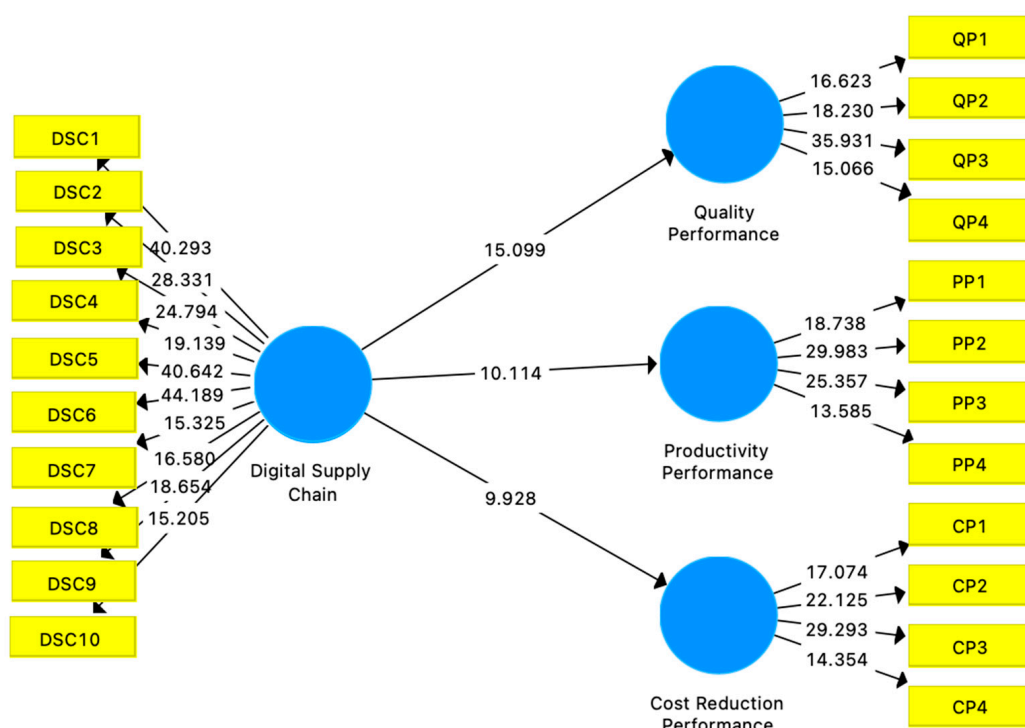 DSC1
DSC2
DSC3
DSC4
DSC5
DSC6
DSC7
DSC8
DSC9
DSC10
40.293
28.331
24.794
19.139
40.642
44.189
15.325
16.580
18.654
15.205
Digital Supply
Chain
15.099
10.114
9.928
Quality
Performance
16.623
18.230
35.931
15.066
QP1
QP2
QP3
QP4
Productivity
Performance
18.738
29.983
25.357
13.585
PP1
PP2
PP3
PP4
Cost Reduction
Performance
17.074
22.125
29.293
14.354
CP1
CP2
CP3
CP4